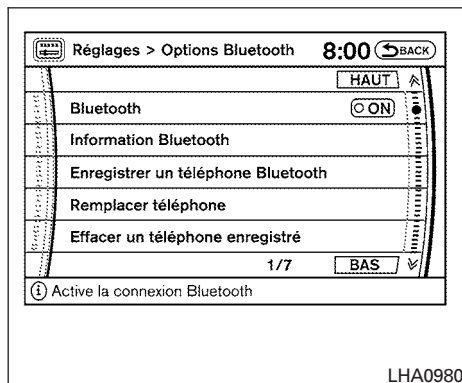 Réglages > Options Bluetooth 8:00 BACK
HAUT
Bluetooth ON
Information Bluetooth
Enregistrer un téléphone Bluetooth
Remplacer téléphone
Effacer un téléphone enregistré
1/7 BAS
i Active la connexion Bluetooth
LHA0980